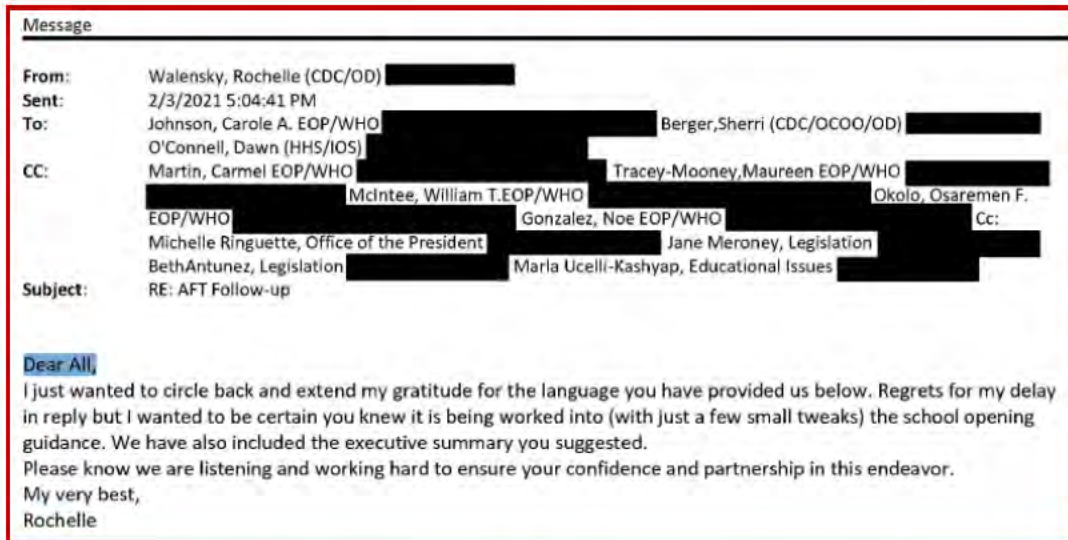 Message
From: Walensky, Rochelle (CDC/OD)
Sent: 2/3/2021 5:04:41 PM
To: Johnson, Carole A. EOP/WHO Berger,Sherri (CDC/OCOO/OD)
O'Connell, Dawn (HHS/IOS)
CC: Martin, Carmel EOP/WHO Tracey-Mooney,Maureen EOP/WHO
McIntee, William T.EOP/WHO Okolo, Osaremen F.
EOP/WHO Gonzalez, Noe EOP/WHO Cc:
Michelle Ringuette, Office of the President Jane Meroney, Legislation
BethAntunez, Legislation Marla Ucelli-Kashyap, Educational Issues
Subject: RE: AFT Follow-up
Dear All,
I just wanted to circle back and extend my gratitude for the language you have provided us below. Regrets for my delay
in reply but I wanted to be certain you knew it is being worked into (with just a few small tweaks) the school opening
guidance. We have also included the executive summary you suggested.
Please know we are listening and working hard to ensure your confidence and partnership in this endeavor.
My very best,
Rochelle